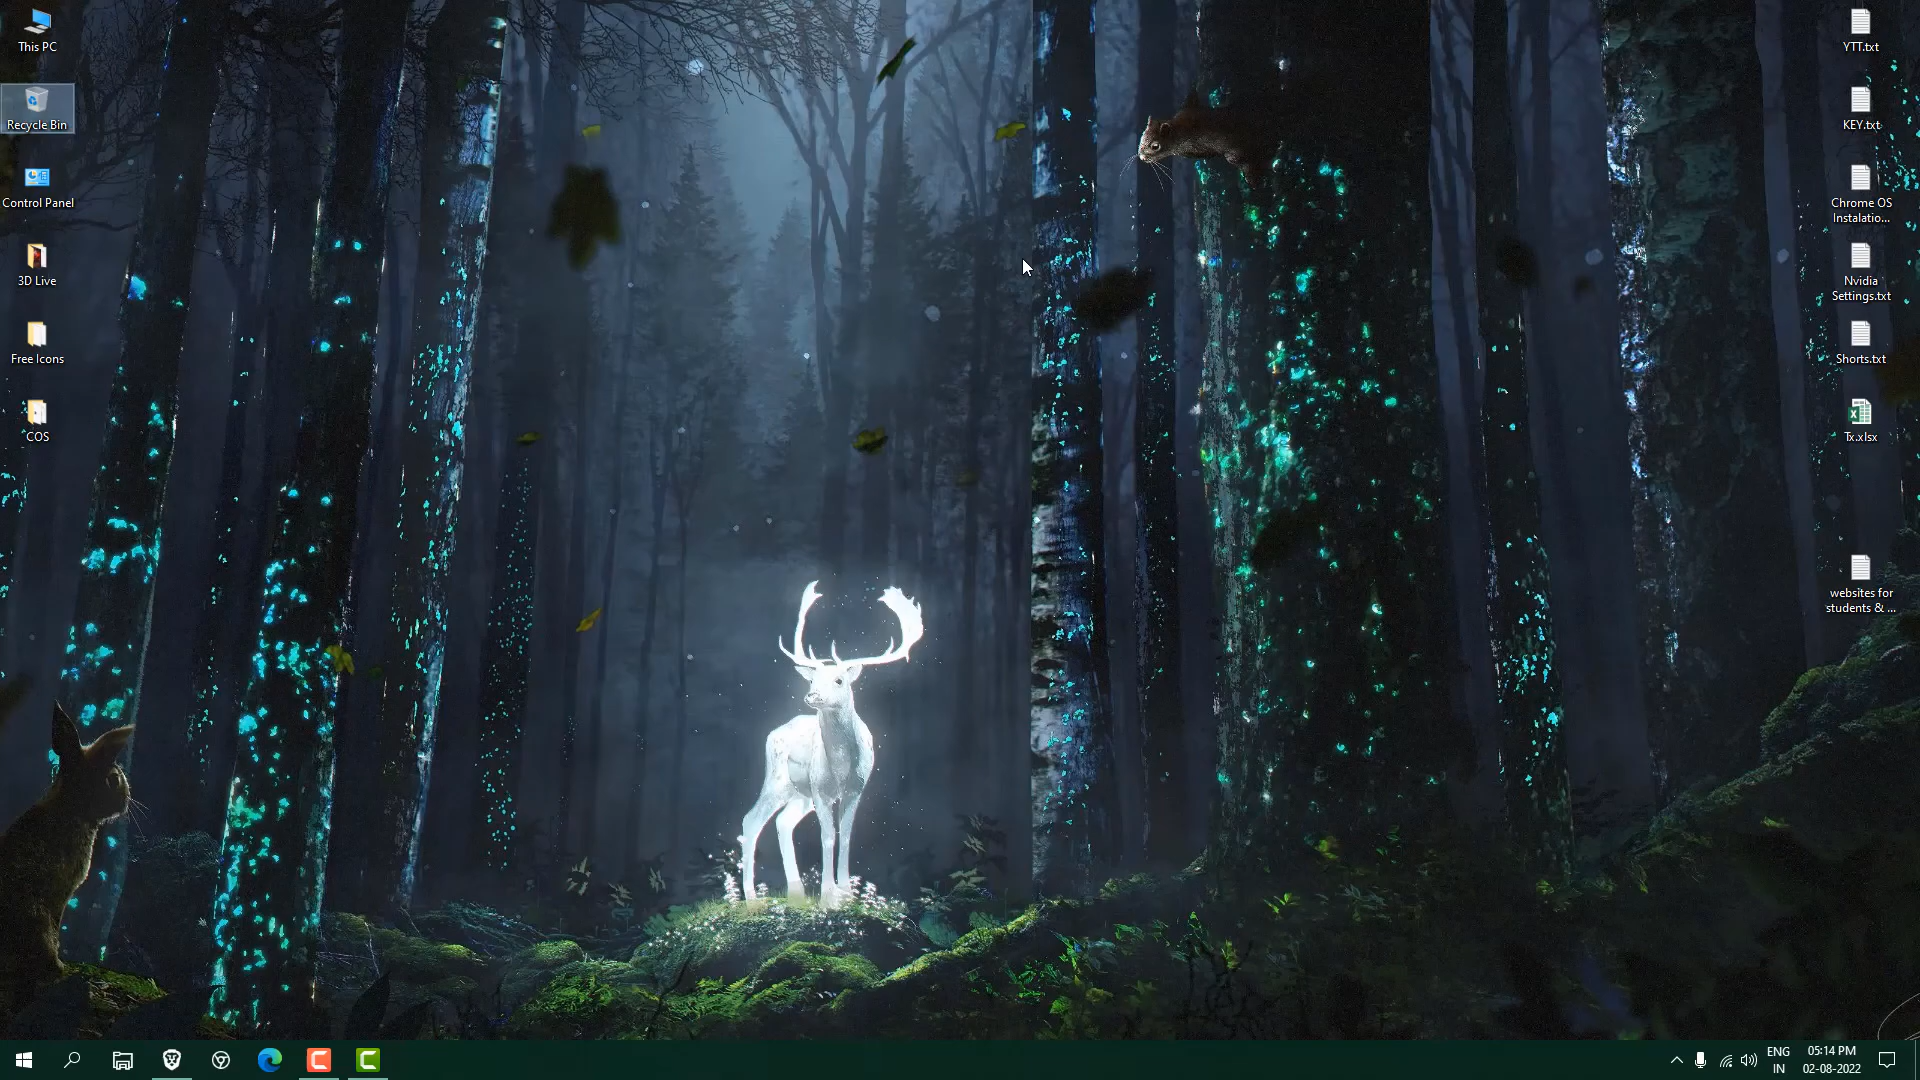 This PC
Recycle Bin
Control Panel
3D Live
Free Icons
COS
YTT.txt
KEY.txt
Chrome OS
Instalatio...
Nvidia
Settings.txt
Shorts.txt
Tx.xlsx
websites for
students & ...
ENG
IN
05:14 PM
02-08-2022